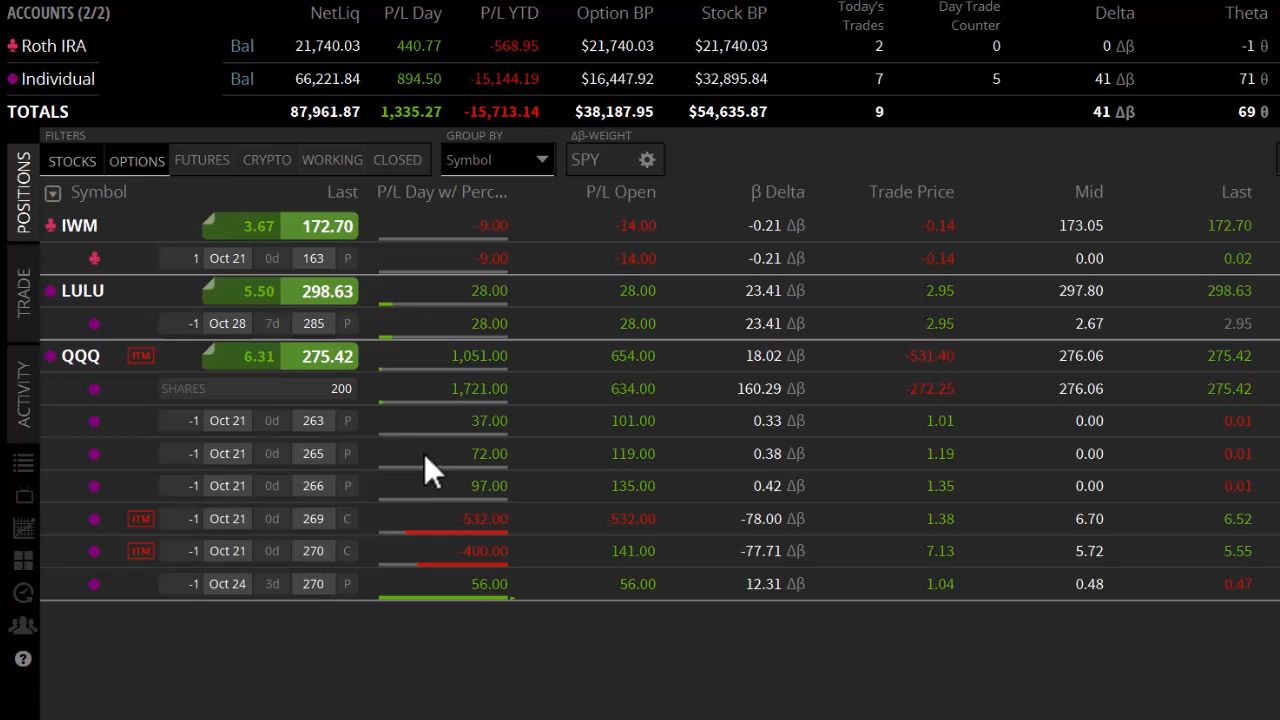 ACCOUNTS (2/2) NetLiq P/L Day P/L YTD Option BP Stock BP Today's Trades Day Trade Counter Delta Theta
Roth IRA Bal 21,740.03 440.77 -568.95 $21,740.03 $21,740.03 2 0 0 Δβ -1 θ
Individual Bal 66,221.84 894.50 -15,144.19 $16,447.92 $32,895.84 7 5 41 Δβ 71 θ
TOTALS 87,961.87 1,335.27 -15,713.14 $38,187.95 $54,635.87 9 41 Δβ 69 θ
FILTERS GROUP BY Δβ-WEIGHT
STOCKS OPTIONS FUTURES CRYPTO WORKING CLOSED Symbol SPY
POSITIONS
TRADE
ACTIVITY
Symbol Last P/L Day w/ Perc... P/L Open β Delta Trade Price Mid Last
IWM 3.67 172.70 -9.00 -14.00 -0.21 Δβ -0.14 173.05 172.70
1 Oct 21 0d 163 P -9.00 -14.00 -0.21 Δβ -0.14 0.00 0.02
LULU 5.50 298.63 28.00 28.00 23.41 Δβ 2.95 297.80 298.63
-1 Oct 28 7d 285 P 28.00 28.00 23.41 Δβ 2.95 2.67 2.95
QQQ ITM 6.31 275.42 1,051.00 654.00 18.02 Δβ -531.40 276.06 275.42
SHARES 200 1,721.00 634.00 160.29 Δβ -272.25 276.06 275.42
-1 Oct 21 0d 263 P 37.00 101.00 0.33 Δβ 1.01 0.00 0.01
-1 Oct 21 0d 265 P 72.00 119.00 0.38 Δβ 1.19 0.00 0.01
-1 Oct 21 0d 266 P 97.00 135.00 0.42 Δβ 1.35 0.00 0.01
ITM -1 Oct 21 0d 269 C -532.00 -532.00 -78.00 Δβ 1.38 6.70 6.52
ITM -1 Oct 21 0d 270 C -400.00 141.00 -77.71 Δβ 7.13 5.72 5.55
-1 Oct 24 3d 270 P 56.00 56.00 12.31 Δβ 1.04 0.48 0.47
?